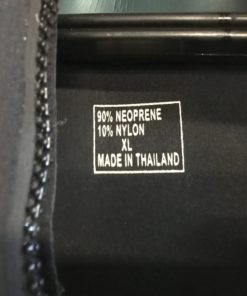 90% NEOPRENE
10% NYLON
XL
MADE IN THAILAND